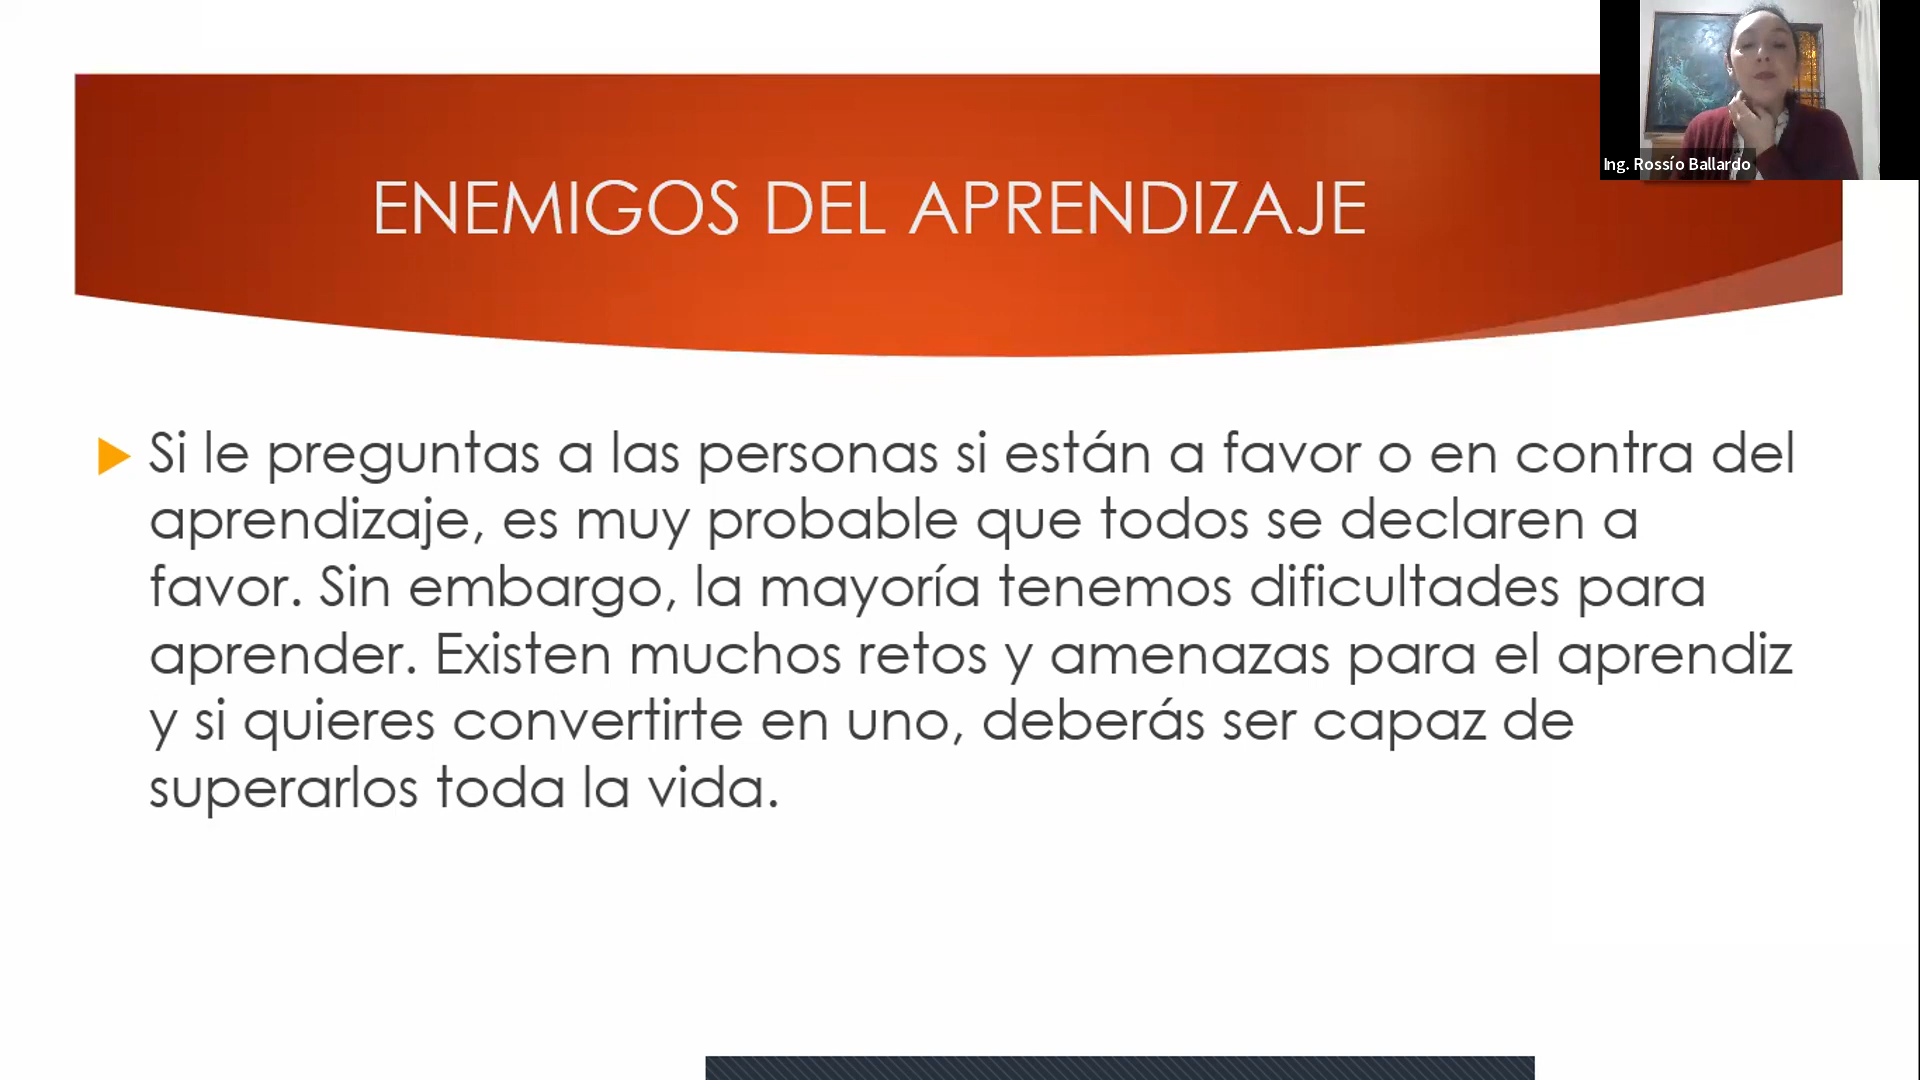 Ing. Rossío Ballardo
ENEMIGOS DEL APRENDIZAJE
Si le preguntas a las personas si están a favor o en contra del
aprendizaje, es muy probable que todos se declaren a
favor. Sin embargo, la mayoría tenemos dificultades para
aprender. Existen muchos retos y amenazas para el aprendiz
y si quieres convertirte en uno, deberás ser capaz de
superarlos toda la vida.